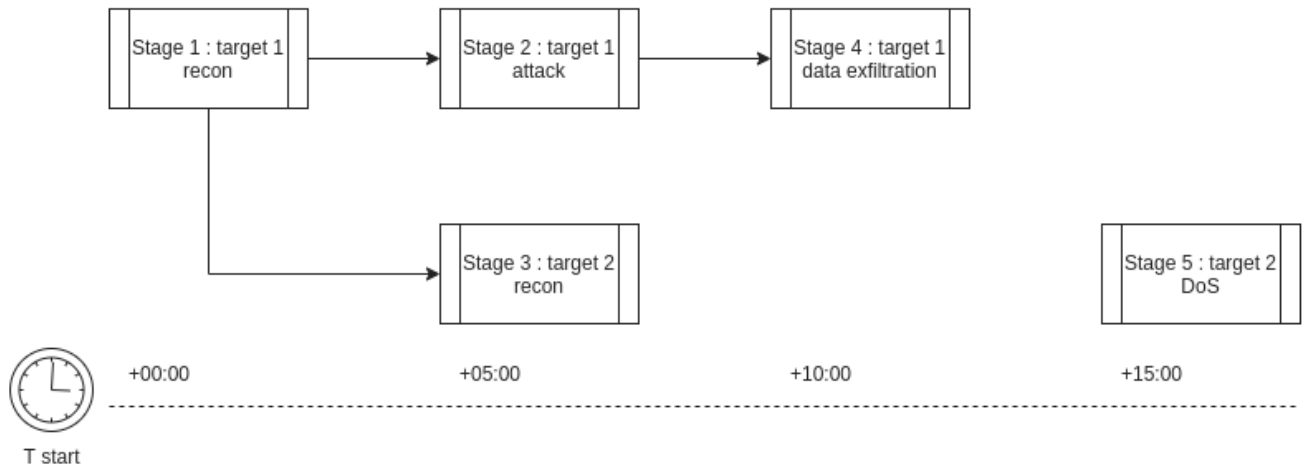 Stage 1 : target 1
recon
Stage 2 : target 1
attack
Stage 4 : target 1
data exfiltration
Stage 3 : target 2
recon
Stage 5 : target 2
DoS
+00:00
+05:00
+10:00
+15:00
T start